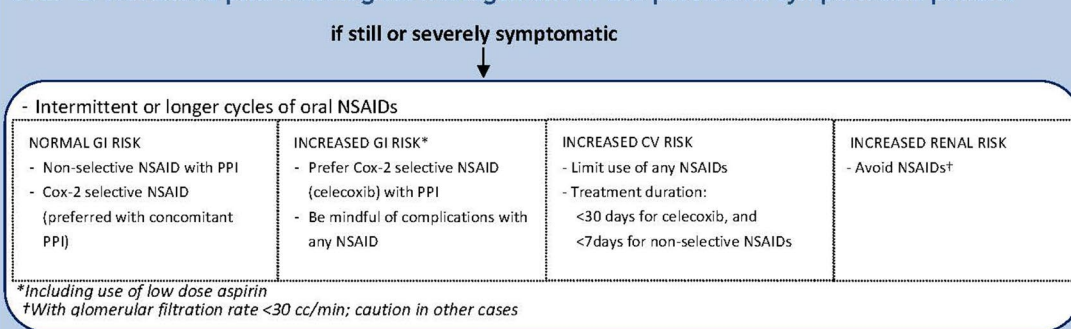 if still or severely symptomatic
- Intermittent or longer cycles of oral NSAIDs
NORMAL GI RISK
- Non-selective NSAID with PPI
- Cox-2 selective NSAID
(preferred with concomitant
PPI)
INCREASED GI RISK*
- Prefer Cox-2 selective NSAID
(celecoxib) with PPI
- Be mindful of complications with
any NSAID
INCREASED CV RISK
- Limit use of any NSAIDs
- Treatment duration:
<30 days for celecoxib, and
<7days for non-selective NSAIDs
INCREASED RENAL RISK
- Avoid NSAIDs†
*Including use of low dose aspirin
†With glomerular filtration rate <30 cc/min; caution in other cases